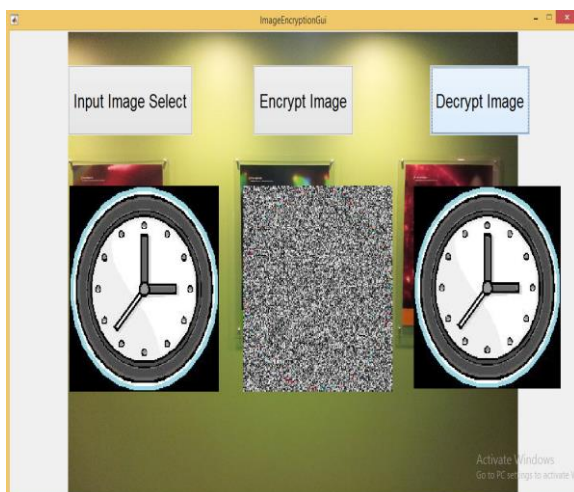 ImageEncryptionGui
Input Image Select
Encrypt Image
Decrypt Image
Activate Windows
Go to PC settings to activate